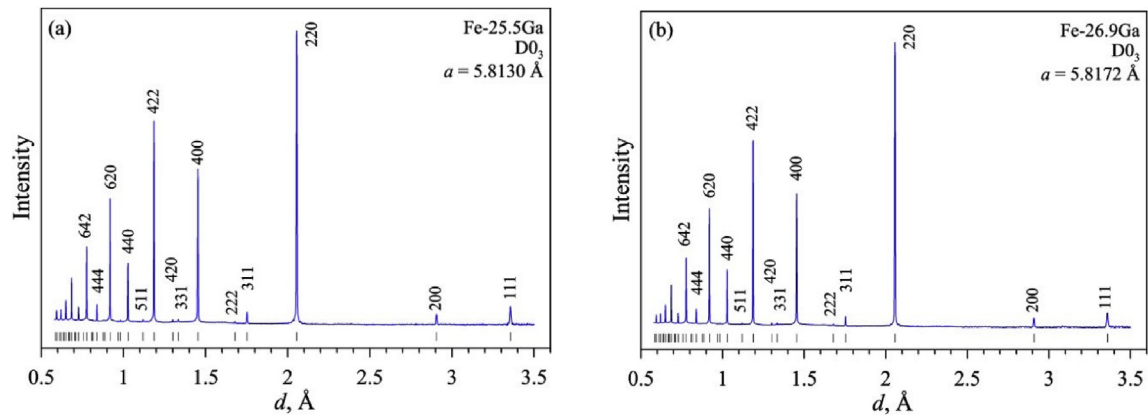 (a)
Fe-25.5Ga
D0₃
a = 5.8130 Å
220
422
400
620
642
440
444
511
420
331
222
311
200
111
Intensity
0.5 1 1.5 2 2.5 3 3.5
d, Å
(b)
Fe-26.9Ga
D0₃
a = 5.8172 Å
220
422
400
620
642
440
444
511
420
331
222
311
200
111
Intensity
0.5 1 1.5 2 2.5 3 3.5
d, Å